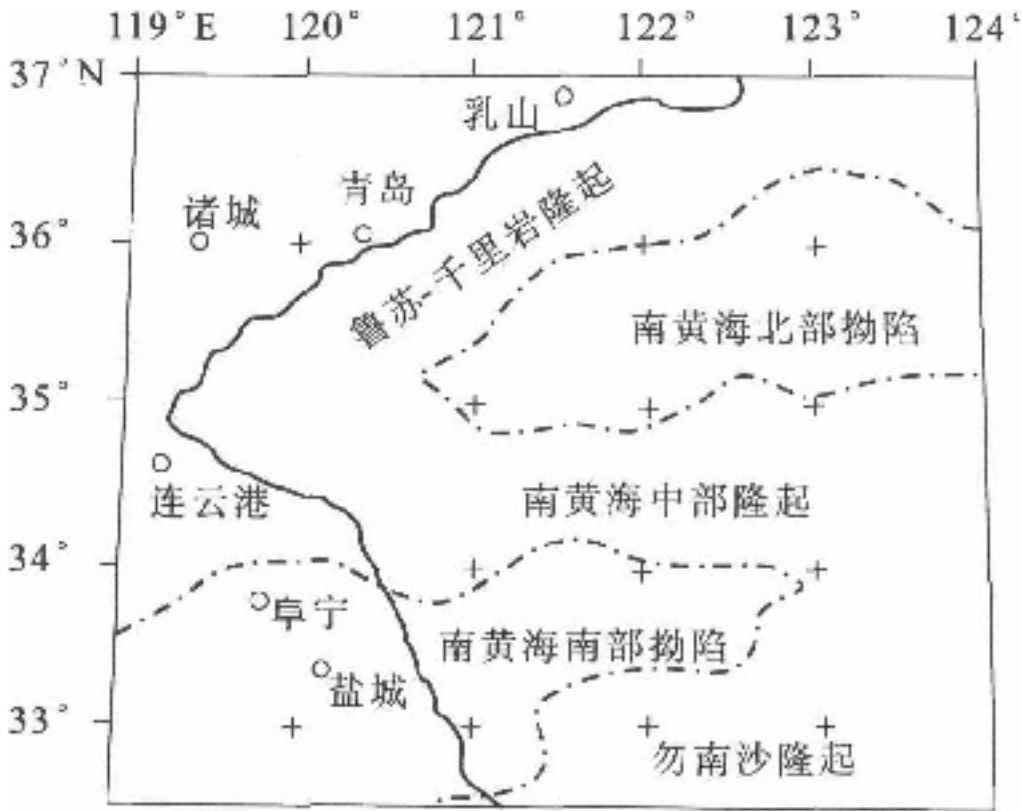 119°E 120° 121° 122° 123° 124°
37°N
乳山
青岛
诸城
36°
鲁苏-千里岩隆起
南黄海北部拗陷
35°
连云港
南黄海中部隆起
34°
阜宁
南黄海南部拗陷
盐城
33°
勿南沙隆起